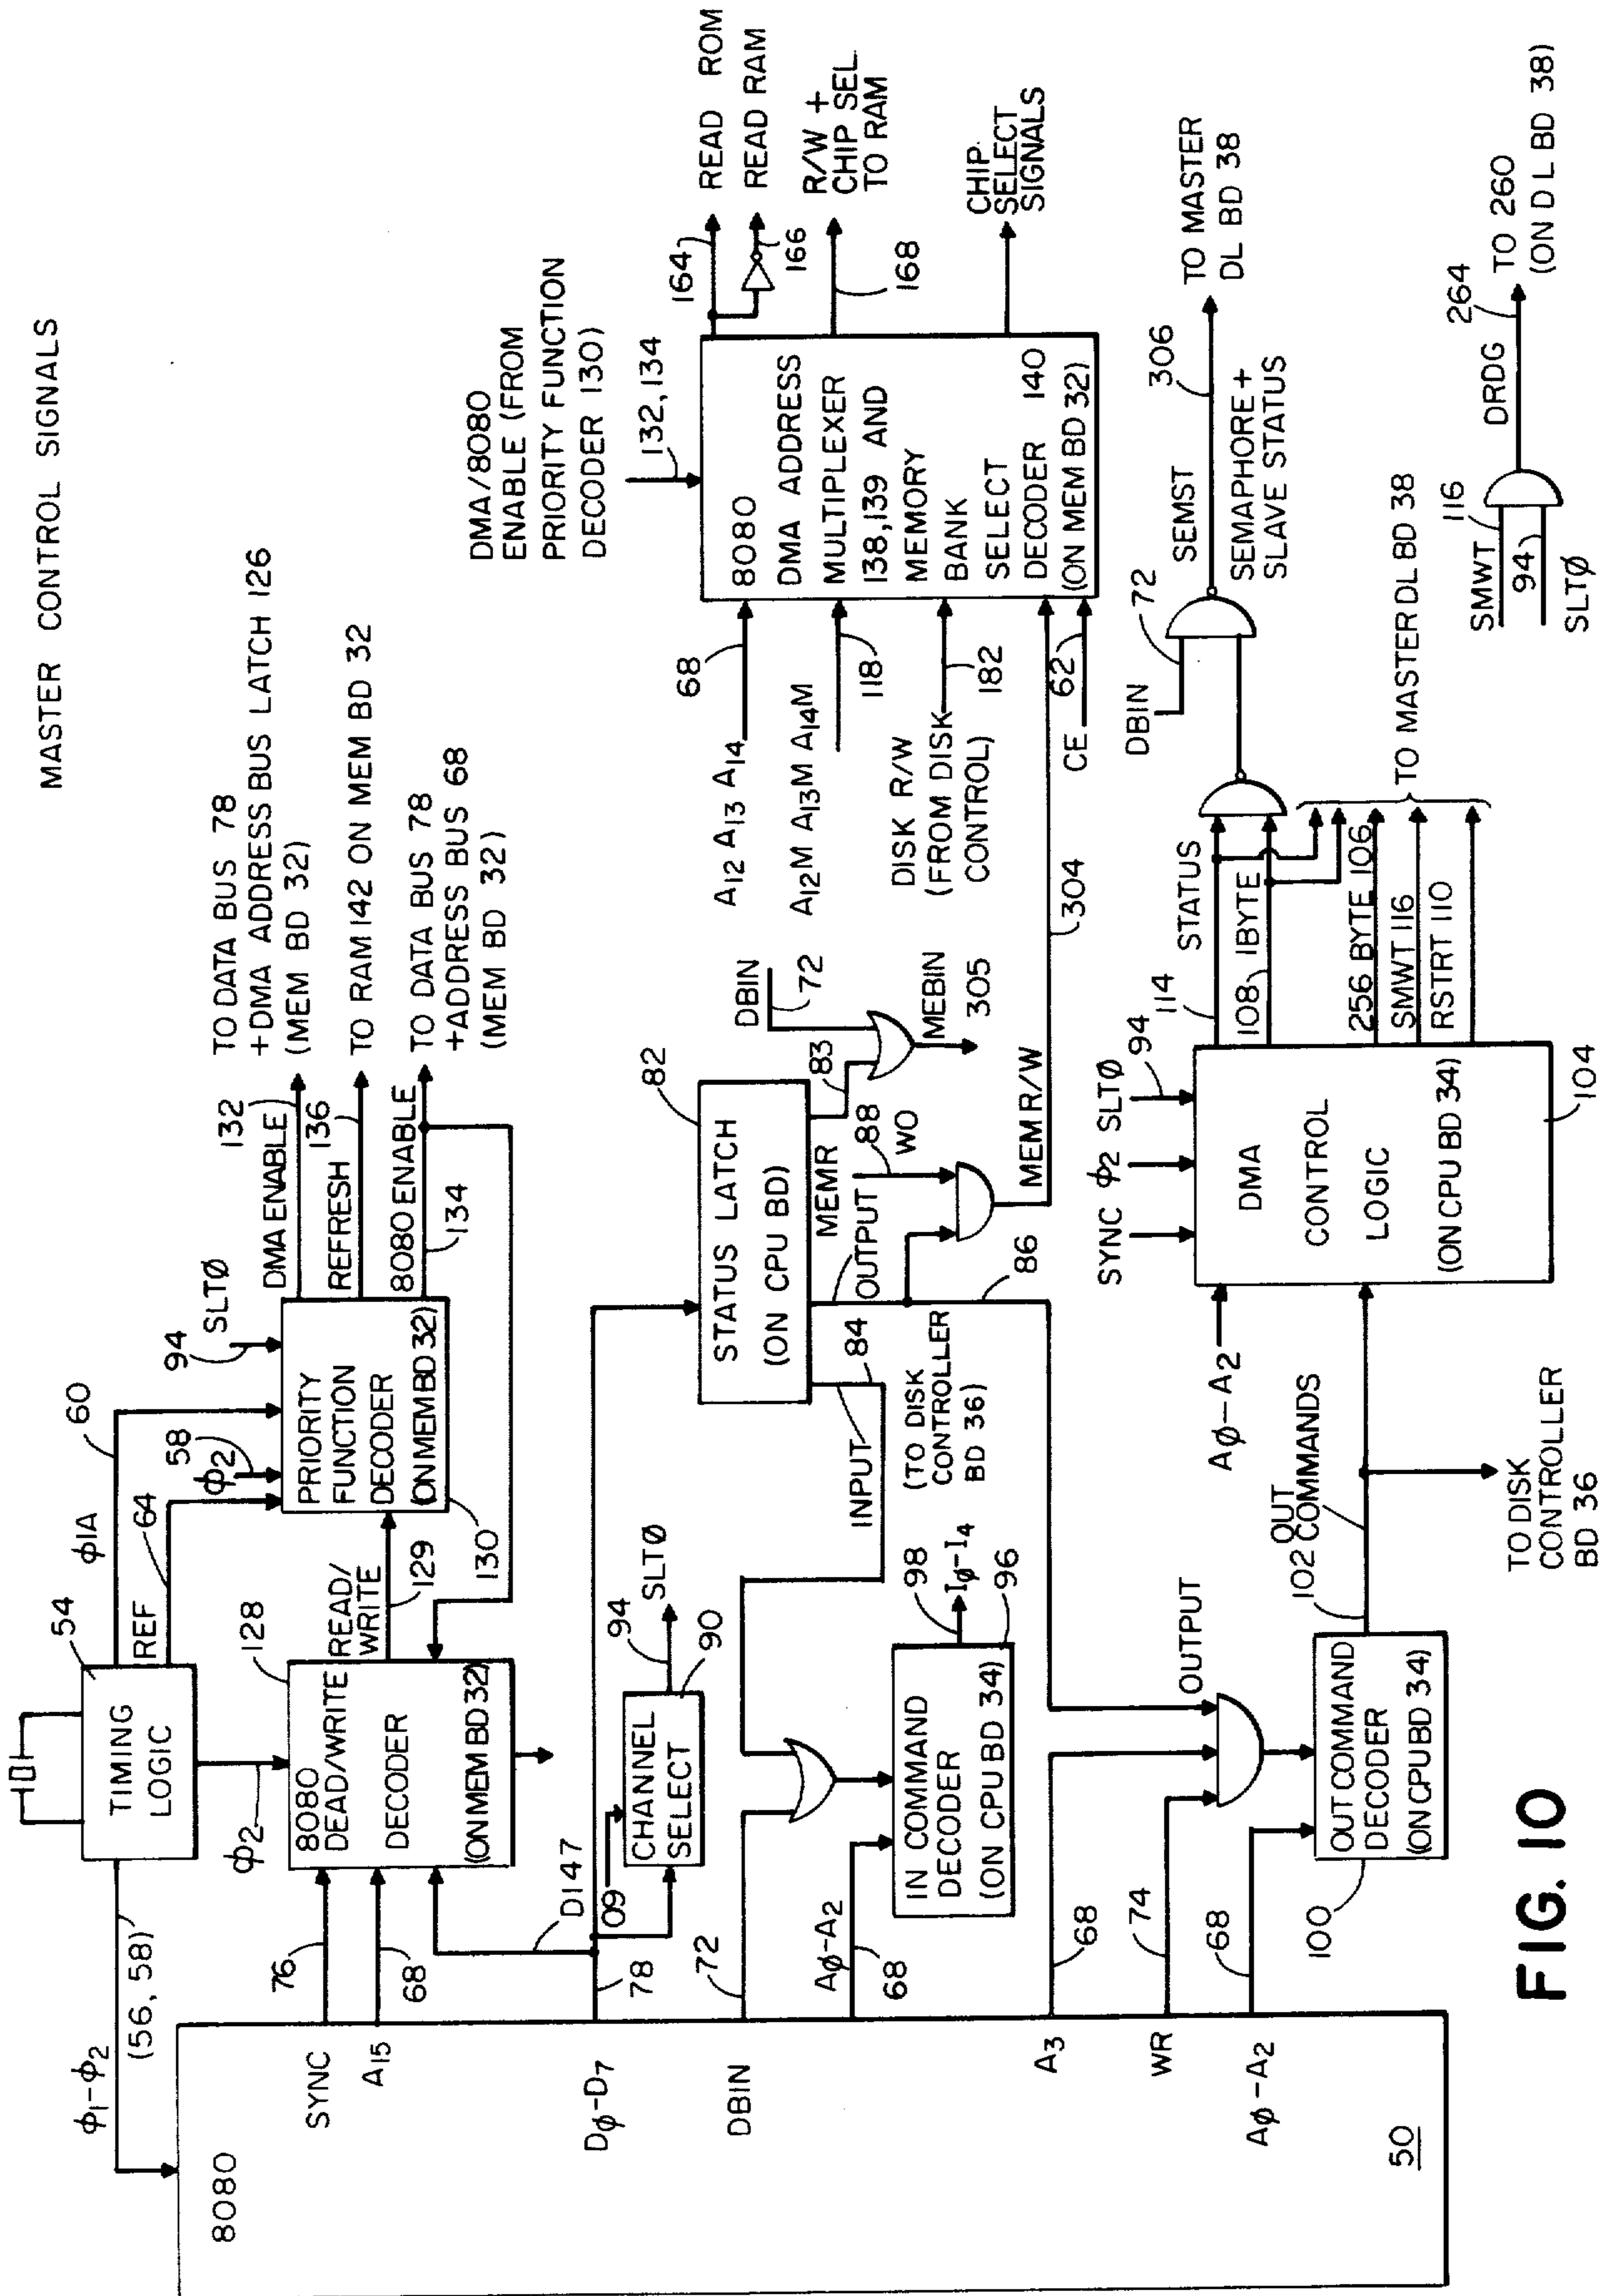 MASTER CONTROL SIGNALS
54
TIMING
LOGIC
ϕ1A
60
REF
64
ϕ1-ϕ2
(56, 58)
ϕ2
58
ϕ2
94
SLTØ
PRIORITY
FUNCTION
DECODER
(ON MEM BD 32)
130
DMA ENABLE
132
TO DATA BUS 78
+ DMA ADDRESS BUS LATCH 126
(MEM BD 32)
REFRESH
136
TO RAM 142 ON MEM BD 32
8080 ENABLE
134
TO DATA BUS 78
+ADDRESS BUS 68
(MEM BD 32)
128
8080
DEAD/WRITE
DECODER
(ON MEM BD 32)
READ/
WRITE
129
8080
50
SYNC
76
A15
68
D147
Dϕ-D7
78
09
CHANNEL
SELECT
94
SLTØ
90
DBIN
72
Aϕ-A2
68
IN COMMAND
DECODER
(ON CPU BD 34)
98
Iϕ-I4
96
INPUT
84
82
STATUS LATCH
(ON CPU BD)
MEMR
83
OUTPUT
88
WO
86
(TO DISK
CONTROLLER
BD 36)
DBIN
72
MEBIN
305
MEM R/W
304
DMA/8080
ENABLE (FROM
PRIORITY FUNCTION
DECODER 130)
132,134
8080
DMA ADDRESS
MULTIPLEXER
138,139 AND
MEMORY
BANK
SELECT
DECODER 140
(ON MEM BD 32)
A12 A13 A14
68
A12M A13M A14M
118
DISK R/W
(FROM DISK
CONTROL)
182
CE
62
164
READ ROM
READ RAM
166
R/W +
CHIP SEL
TO RAM
168
CHIP
SELECT
SIGNALS
A3
68
WR
74
Aϕ-A2
68
OUTPUT
OUT COMMAND
DECODER
(ON CPU BD 34)
100
102
OUT
COMMANDS
TO DISK
CONTROLLER
BD 36
Aϕ-A2
SYNC ϕ2 SLTØ
94
DMA
CONTROL
LOGIC
(ON CPU BD 34)
104
114
STATUS
108
1BYTE
256 BYTE 106
SMWT 116
RSTRT 110
TO MASTER DL BD 38
DBIN
72
SEMST
306
SEMAPHORE +
SLAVE STATUS
TO MASTER
DL BD 38
SMWT
116
94
SLTØ
DRDG
264
TO 260
(ON D L BD 38)
FIG. 10